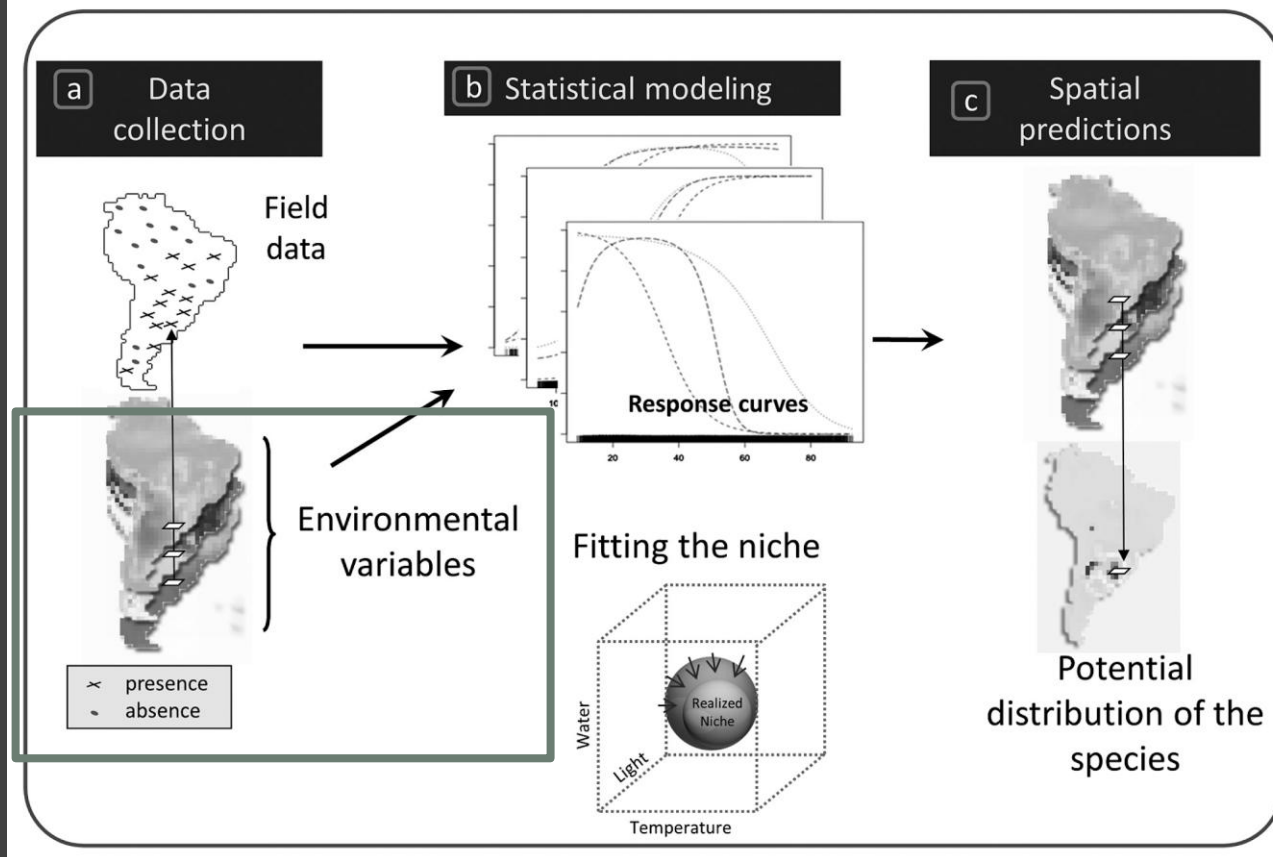 a
Data
collection
Field
data
Environmental
variables
presence
absence
b
Statistical modeling
Response curves
10
20
40
60
80
Fitting the niche
Water
Light
Temperature
Realized
Niche
c
Spatial
predictions
Potential
distribution of the
species